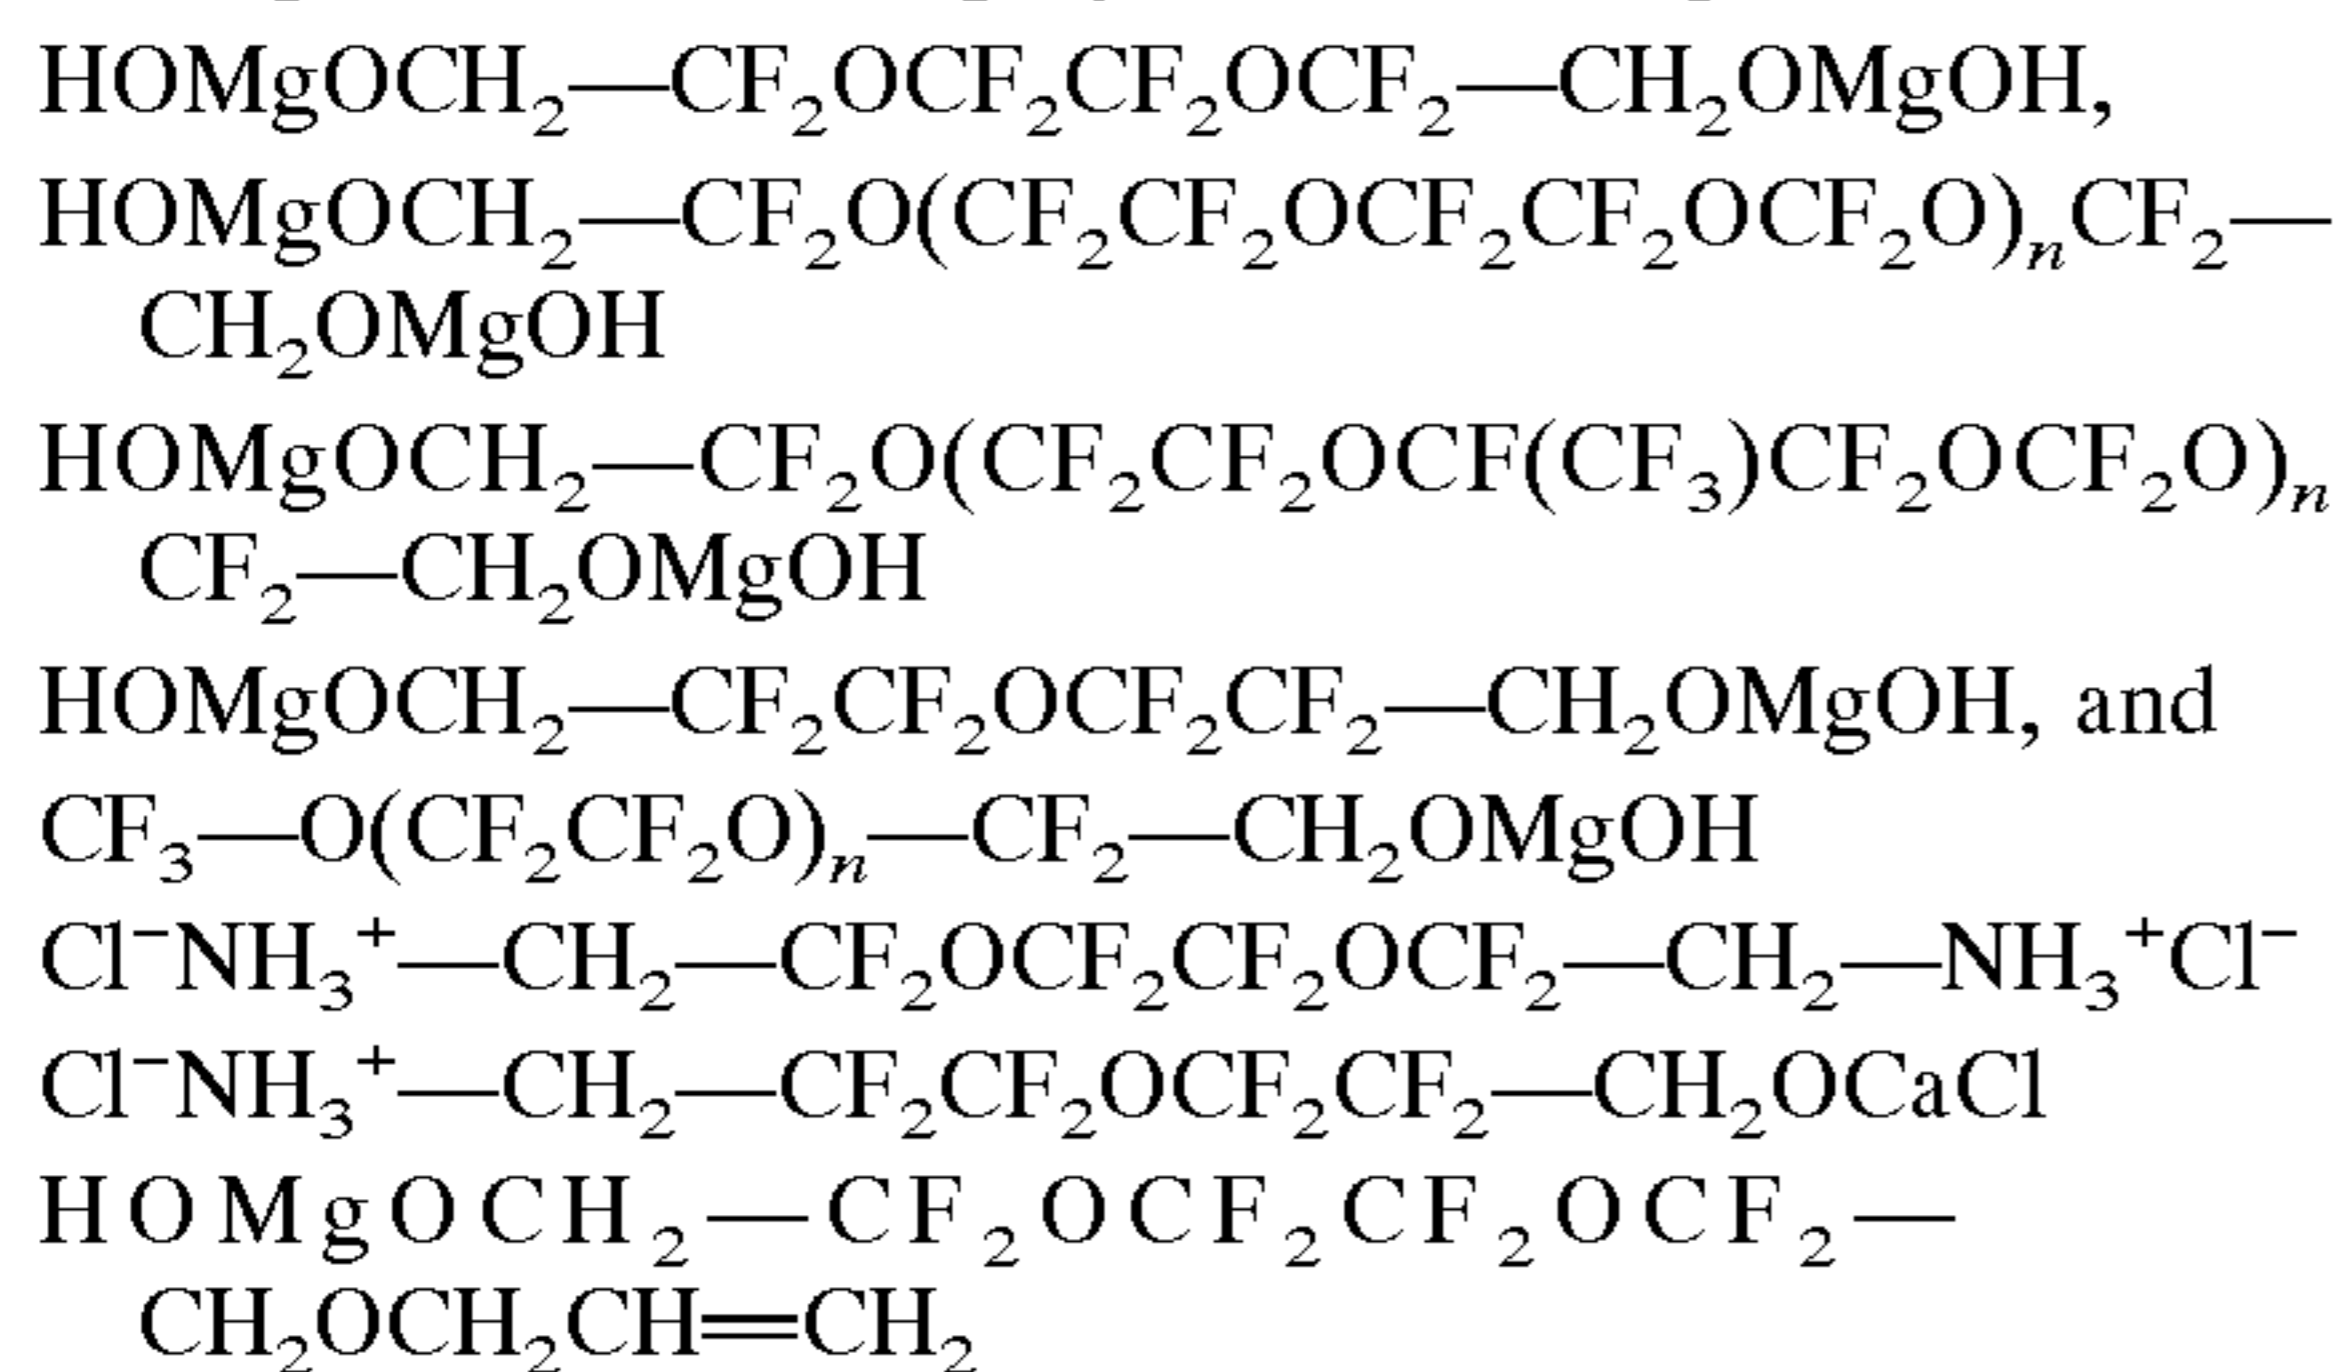 HOMgOCH₂—CF₂OCF₂CF₂OCF₂—CH₂OMgOH,
HOMgOCH₂—CF₂O(CF₂CF₂OCF₂CF₂OCF₂O)ₙCF₂—
CH₂OMgOH
HOMgOCH₂—CF₂O(CF₂CF₂OCF(CF₃)CF₂OCF₂O)ₙ
CF₂—CH₂OMgOH
HOMgOCH₂—CF₂CF₂OCF₂CF₂—CH₂OMgOH, and
CF₃—O(CF₂CF₂O)ₙ—CF₂—CH₂OMgOH
Cl⁻NH₃⁺—CH₂—CF₂OCF₂CF₂OCF₂—CH₂—NH₃⁺Cl⁻
Cl⁻NH₃⁺—CH₂—CF₂CF₂OCF₂CF₂—CH₂OCaCl
HOMgOCH₂—CF₂OCF₂CF₂OCF₂—
CH₂OCH₂CH=CH₂